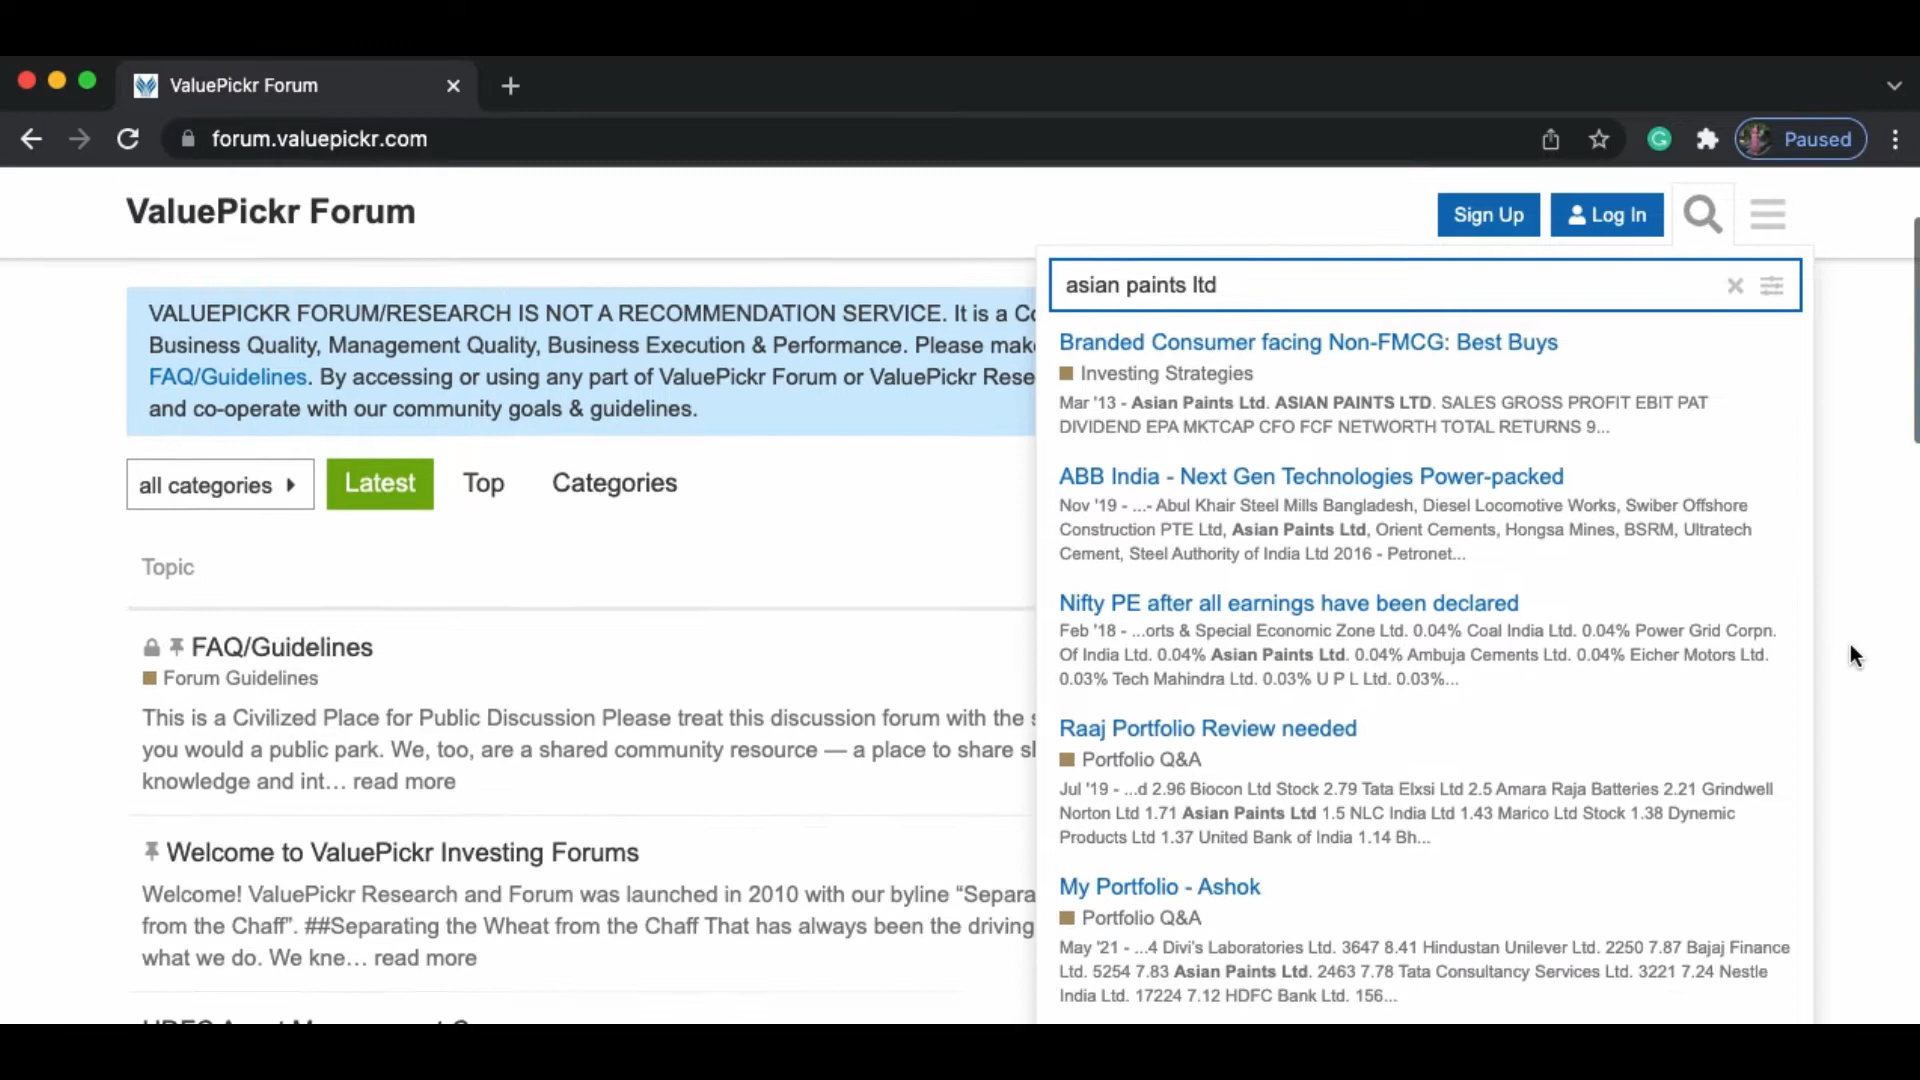 ValuePickr Forum
forum.valuepickr.com
Paused
ValuePickr Forum
Sign Up
Log In
asian paints ltd
VALUEPICKR FORUM/RESEARCH IS NOT A RECOMMENDATION SERVICE. It is a
Business Quality, Management Quality, Business Execution & Performance. Please
FAQ/Guidelines. By accessing or using any part of ValuePickr Forum or ValuePickr
and co-operate with our community goals & guidelines.
all categories
Latest
Top
Categories
Topic
FAQ/Guidelines
Forum Guidelines
This is a Civilized Place for Public Discussion Please treat this discussion forum with the
you would a public park. We, too, are a shared community resource — a place to share
knowledge and int... read more
Welcome to ValuePickr Investing Forums
Welcome! ValuePickr Research and Forum was launched in 2010 with our byline “Separa
from the Chaff”. ##Separating the Wheat from the Chaff That has always been the driving
what we do. We kne... read more
Branded Consumer facing Non-FMCG: Best Buys
Investing Strategies
Mar '13 - Asian Paints Ltd. ASIAN PAINTS LTD. SALES GROSS PROFIT EBIT PAT
DIVIDEND EPA MKTCAP CFO FCF NETWORTH TOTAL RETURNS 9...
ABB India - Next Gen Technologies Power-packed
Nov '19 - ...- Abul Khair Steel Mills Bangladesh, Diesel Locomotive Works, Swiber Offshore
Construction PTE Ltd, Asian Paints Ltd, Orient Cements, Hongsa Mines, BSRM, Ultratech
Cement, Steel Authority of India Ltd 2016 - Petronet...
Nifty PE after all earnings have been declared
Feb '18 - ...orts & Special Economic Zone Ltd. 0.04% Coal India Ltd. 0.04% Power Grid Corpn.
Of India Ltd. 0.04% Asian Paints Ltd. 0.04% Ambuja Cements Ltd. 0.04% Eicher Motors Ltd.
0.03% Tech Mahindra Ltd. 0.03% U P L Ltd. 0.03%...
Raaj Portfolio Review needed
Portfolio Q&A
Jul '19 - ...d 2.96 Biocon Ltd Stock 2.79 Tata Elxsi Ltd 2.5 Amara Raja Batteries 2.21 Grindwell
Norton Ltd 1.71 Asian Paints Ltd 1.5 NLC India Ltd 1.43 Marico Ltd Stock 1.38 Dynemic
Products Ltd 1.37 United Bank of India 1.14 Bh...
My Portfolio - Ashok
Portfolio Q&A
May '21 - ...4 Divi's Laboratories Ltd. 3647 8.41 Hindustan Unilever Ltd. 2250 7.87 Bajaj Finance
Ltd. 5254 7.83 Asian Paints Ltd. 2463 7.78 Tata Consultancy Services Ltd. 3221 7.24 Nestle
India Ltd. 17224 7.12 HDFC Bank Ltd. 156...